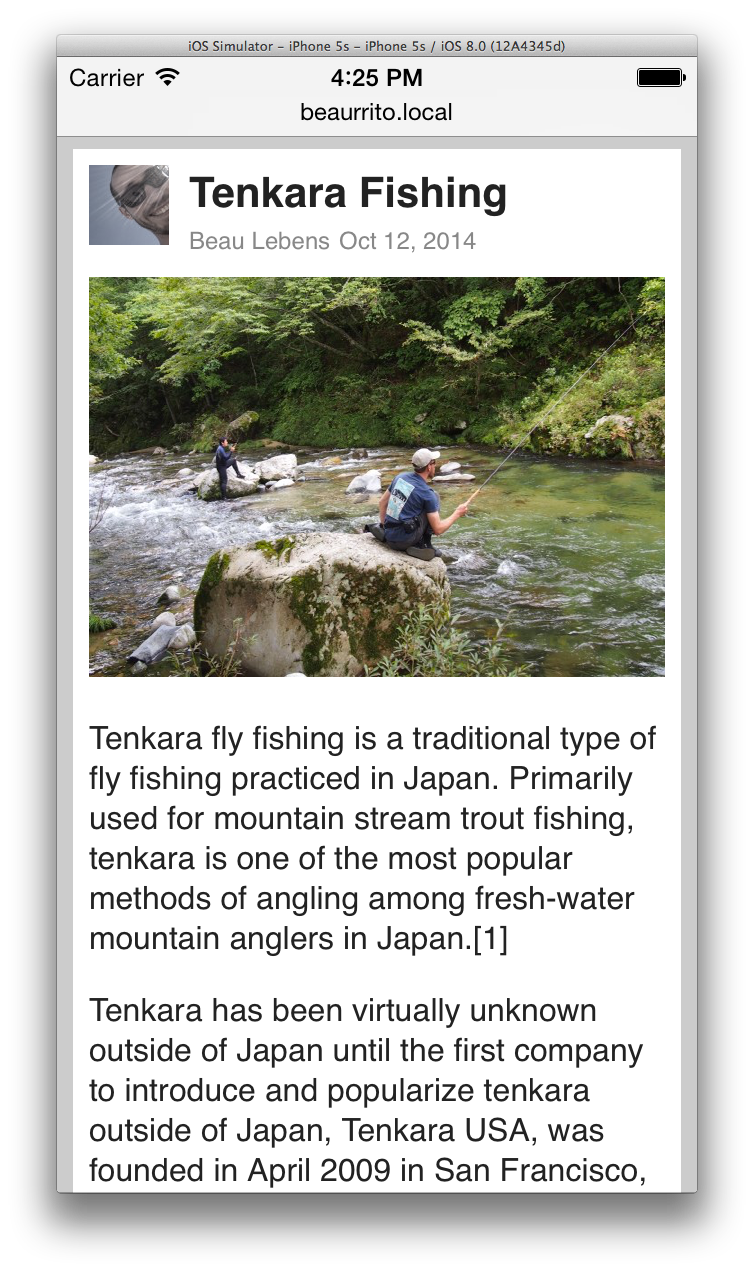 iOS Simulator – iPhone 5s – iPhone 5s / iOS 8.0 (12A4345d)
Carrier 4:25 PM
beaurrito.local
Tenkara Fishing
Beau Lebens Oct 12, 2014
Tenkara fly fishing is a traditional type of
fly fishing practiced in Japan. Primarily
used for mountain stream trout fishing,
tenkara is one of the most popular
methods of angling among fresh-water
mountain anglers in Japan.[1]
Tenkara has been virtually unknown
outside of Japan until the first company
to introduce and popularize tenkara
outside of Japan, Tenkara USA, was
founded in April 2009 in San Francisco,